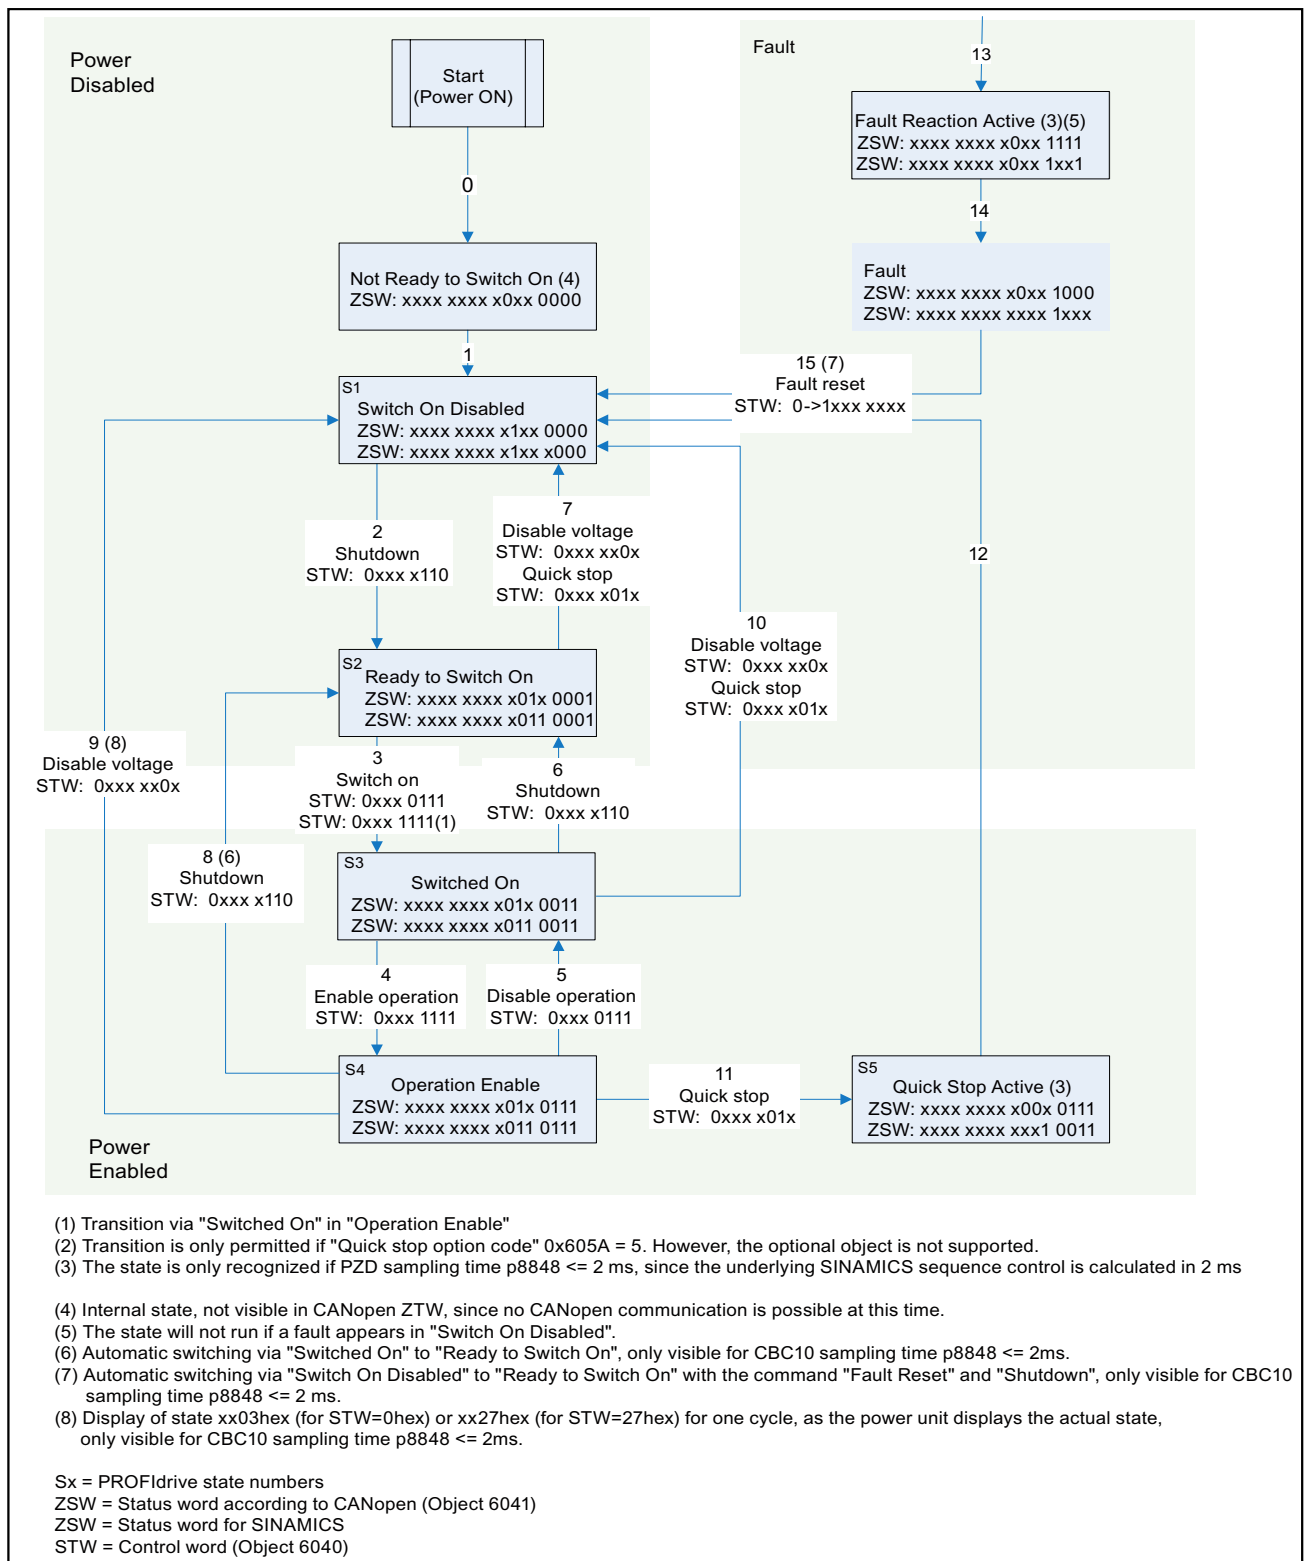 Power
Disabled
Start
(Power ON)
0
Not Ready to Switch On (4)
ZSW: xxxx xxxx x0xx 0000
1
S1
Switch On Disabled
ZSW: xxxx xxxx x1xx 0000
ZSW: xxxx xxxx x1xx x000
2
Shutdown
STW: 0xxx x110
7
Disable voltage
STW: 0xxx xx0x
Quick stop
STW: 0xxx x01x
S2
Ready to Switch On
ZSW: xxxx xxxx x01x 0001
ZSW: xxxx xxxx x011 0001
9 (8)
Disable voltage
STW: 0xxx xx0x
3
Switch on
STW: 0xxx 0111
STW: 0xxx 1111(1)
6
Shutdown
STW: 0xxx x110
8 (6)
Shutdown
STW: 0xxx x110
S3
Switched On
ZSW: xxxx xxxx x01x 0011
ZSW: xxxx xxxx x011 0011
4
Enable operation
STW: 0xxx 1111
5
Disable operation
STW: 0xxx 0111
S4
Operation Enable
ZSW: xxxx xxxx x01x 0111
ZSW: xxxx xxxx x011 0111
Power
Enabled
Fault
13
Fault Reaction Active (3)(5)
ZSW: xxxx xxxx x0xx 1111
ZSW: xxxx xxxx x0xx 1xx1
14
Fault
ZSW: xxxx xxxx x0xx 1000
ZSW: xxxx xxxx xxxx 1xxx
15 (7)
Fault reset
STW: 0->1xxx xxxx
12
10
Disable voltage
STW: 0xxx xx0x
Quick stop
STW: 0xxx x01x
11
Quick stop
STW: 0xxx x01x
S5
Quick Stop Active (3)
ZSW: xxxx xxxx x00x 0111
ZSW: xxxx xxxx xxx1 0011
(1) Transition via "Switched On" in "Operation Enable"
(2) Transition is only permitted if "Quick stop option code" 0x605A = 5. However, the optional object is not supported.
(3) The state is only recognized if PZD sampling time p8848 <= 2 ms, since the underlying SINAMICS sequence control is calculated in 2 ms
(4) Internal state, not visible in CANopen ZTW, since no CANopen communication is possible at this time.
(5) The state will not run if a fault appears in "Switch On Disabled".
(6) Automatic switching via "Switched On" to "Ready to Switch On", only visible for CBC10 sampling time p8848 <= 2ms.
(7) Automatic switching via "Switch On Disabled" to "Ready to Switch On" with the command "Fault Reset" and "Shutdown", only visible for CBC10
sampling time p8848 <= 2 ms.
(8) Display of state xx03hex (for STW=0hex) or xx27hex (for STW=27hex) for one cycle, as the power unit displays the actual state,
only visible for CBC10 sampling time p8848 <= 2ms.
Sx = PROFIdrive state numbers
ZSW = Status word according to CANopen (Object 6041)
ZSW = Status word for SINAMICS
STW = Control word (Object 6040)